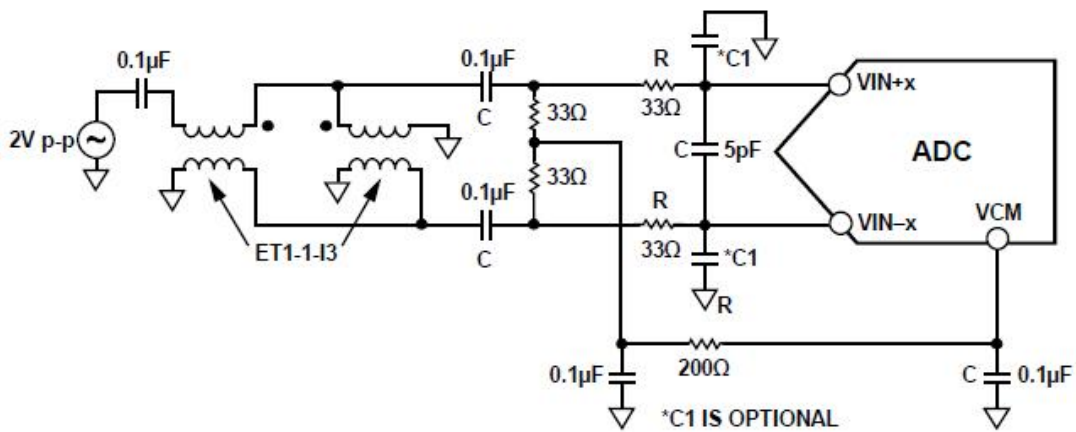 0.1µF
2V p-p
ET1-1-I3
0.1µF
C
0.1µF
C
33Ω
33Ω
R
33Ω
R
33Ω
*C1
C 5pF
*C1
R
VIN+x
ADC
VIN–x
VCM
200Ω
0.1µF
C 0.1µF
*C1 IS OPTIONAL